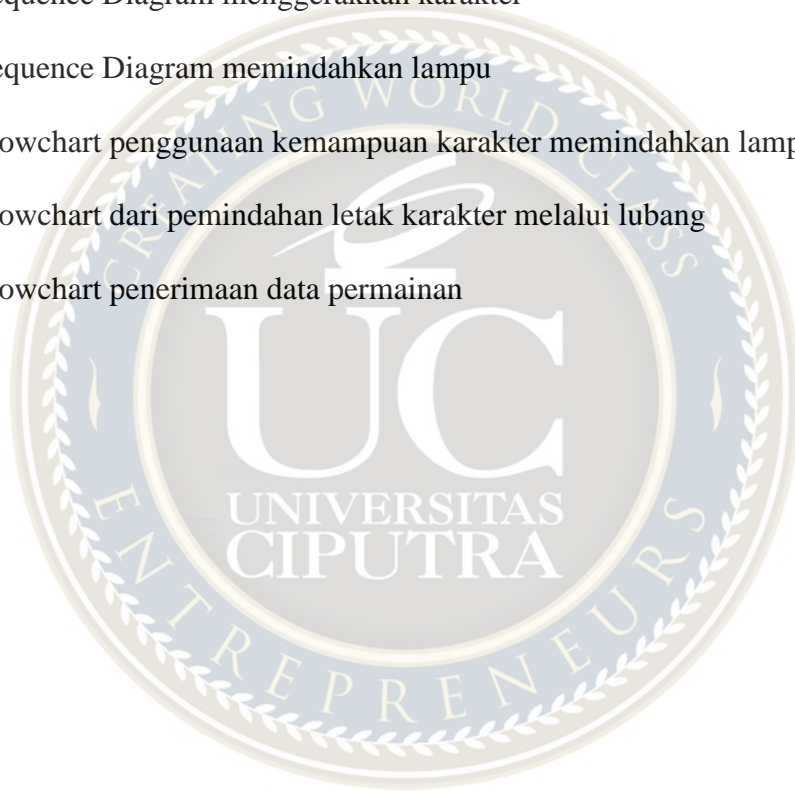 equence Diagram menggerakkan karakter
equence Diagram memindahkan lampu
owchart penggunaan kemampuan karakter memindahkan lamp
owchart dari pemindahan letak karakter melalui lubang
owchart penerimaan data permainan
CREATING WORLD CLASS
UC
UNIVERSITAS
CIPUTRA
ENTREPRENEURS